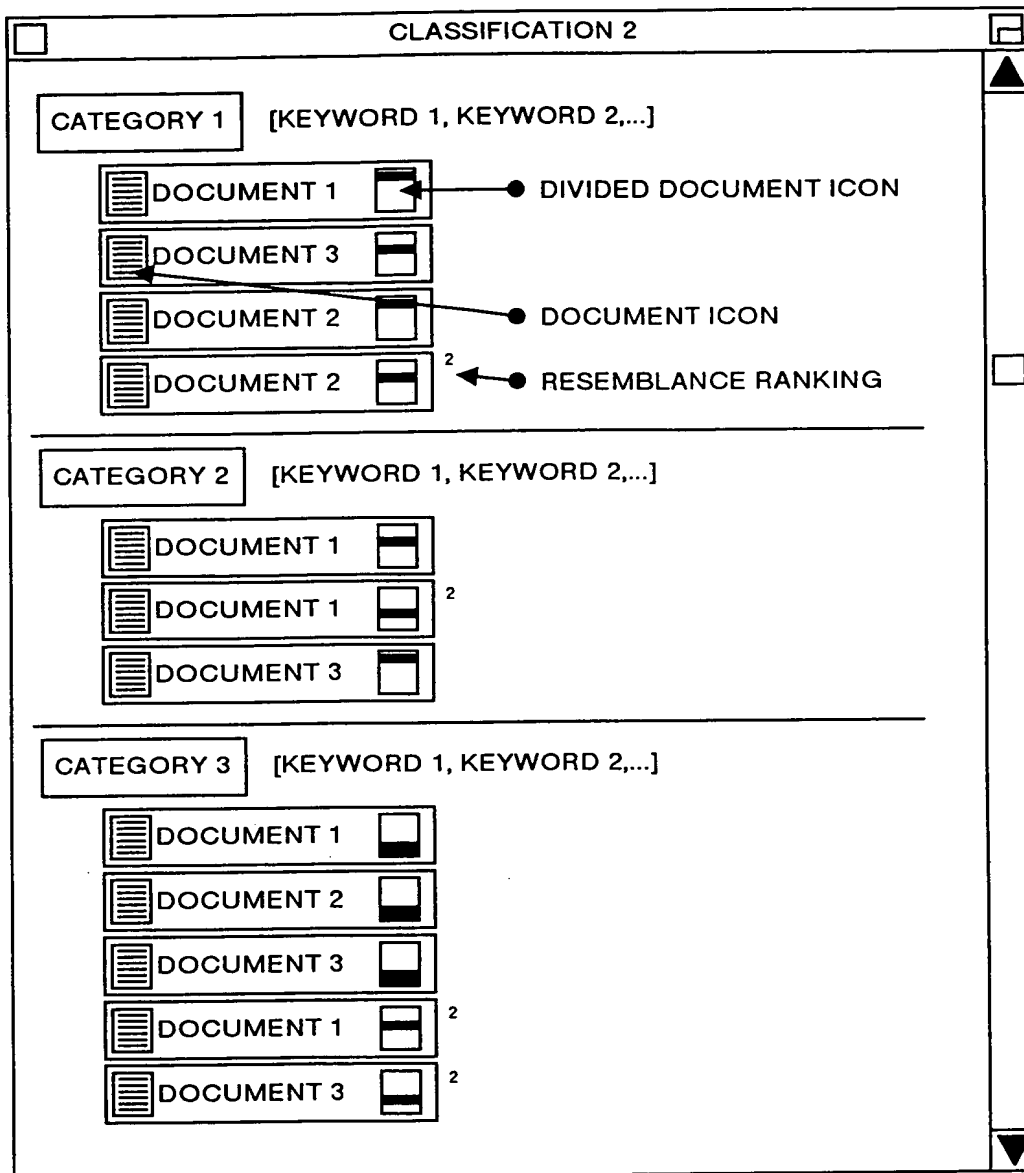 CLASSIFICATION 2
CATEGORY 1 [KEYWORD 1, KEYWORD 2,...]
DOCUMENT 1 DIVIDED DOCUMENT ICON
DOCUMENT 3
DOCUMENT 2 DOCUMENT ICON
DOCUMENT 2 2 RESEMBLANCE RANKING
CATEGORY 2 [KEYWORD 1, KEYWORD 2,...]
DOCUMENT 1
DOCUMENT 1 2
DOCUMENT 3
CATEGORY 3 [KEYWORD 1, KEYWORD 2,...]
DOCUMENT 1
DOCUMENT 2
DOCUMENT 3
DOCUMENT 1 2
DOCUMENT 3 2